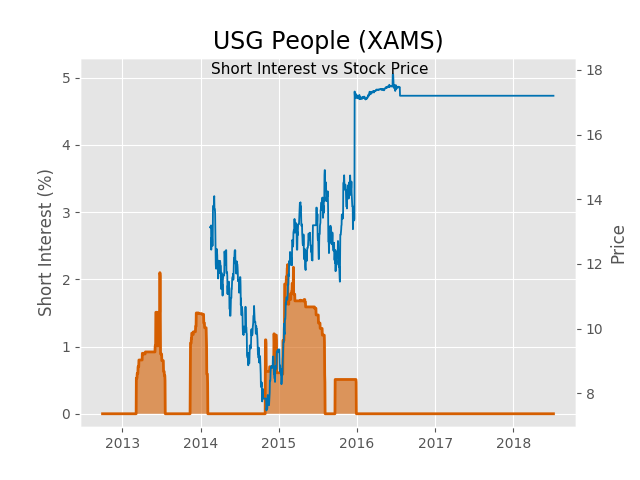 USG People (XAMS)
Short Interest vs Stock Price
Short Interest (%)
5
4
3
2
1
0
18
16
14
12
10
8
Price
2013 2014 2015 2016 2017 2018